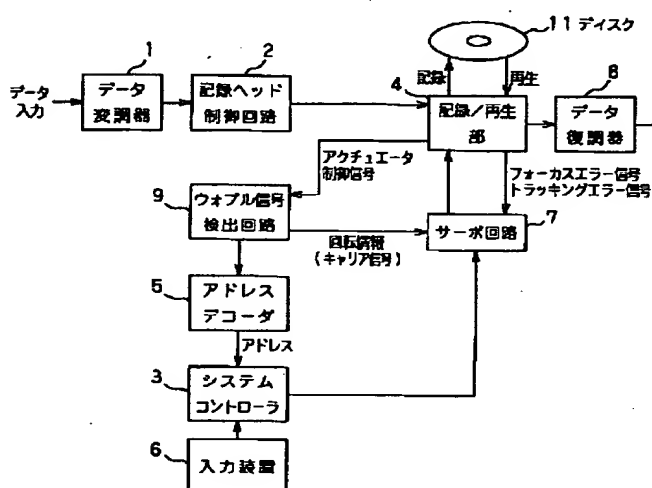 1
2
11 ディスク
8
データ入力
データ
変調器
記録ヘッド
制御回路
記録
再生
4
記録/再生
部
データ
復調器
アクチュエータ
制御信号
フォーカスエラー信号
トラッキングエラー信号
9
ウォブル信号
検出回路
回転情報
(キャリア信号)
7
サーボ回路
5
アドレス
デコーダ
アドレス
3
システム
コントローラ
6
入力装置